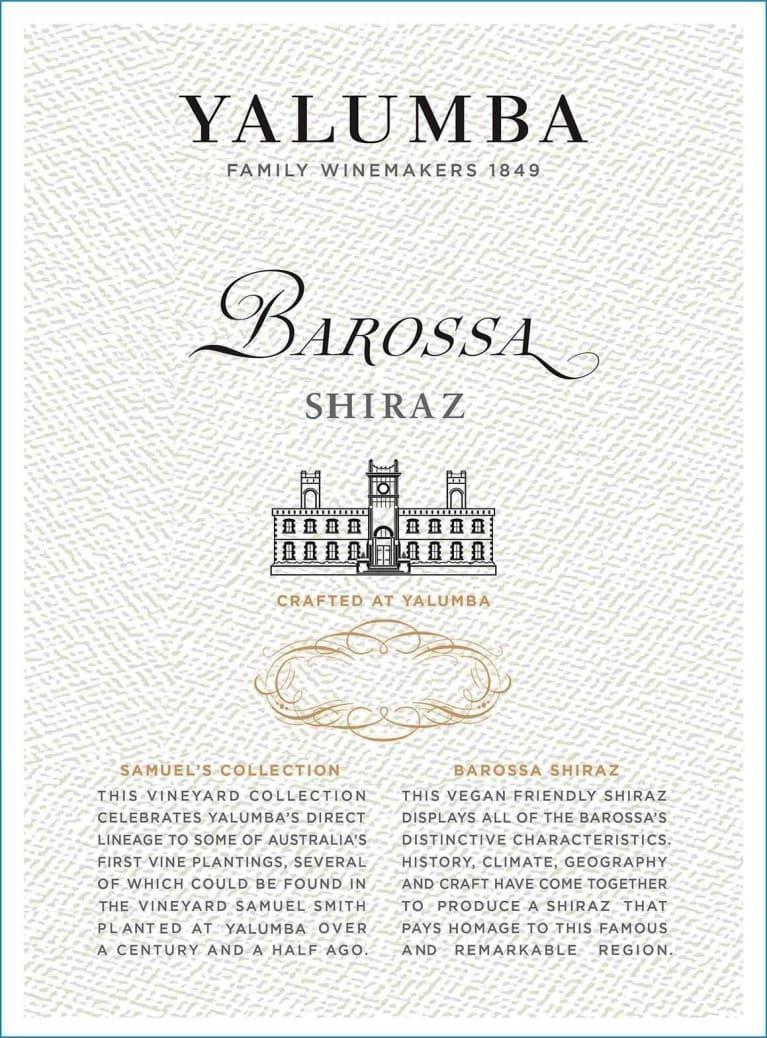 YALUMBA
FAMILY WINEMAKERS 1849
BAROSSA
SHIRAZ
CRAFTED AT YALUMBA
SAMUEL'S COLLECTION
THIS VINEYARD COLLECTION
CELEBRATES YALUMBA'S DIRECT
LINEAGE TO SOME OF AUSTRALIA'S
FIRST VINE PLANTINGS, SEVERAL
OF WHICH COULD BE FOUND IN
THE VINEYARD SAMUEL SMITH
PLANTED AT YALUMBA OVER
A CENTURY AND A HALF AGO.
BAROSSA SHIRAZ
THIS VEGAN FRIENDLY SHIRAZ
DISPLAYS ALL OF THE BAROSSA'S
DISTINCTIVE CHARACTERISTICS.
HISTORY, CLIMATE, GEOGRAPHY
AND CRAFT HAVE COME TOGETHER
TO PRODUCE A SHIRAZ THAT
PAYS HOMAGE TO THIS FAMOUS
AND REMARKABLE REGION.